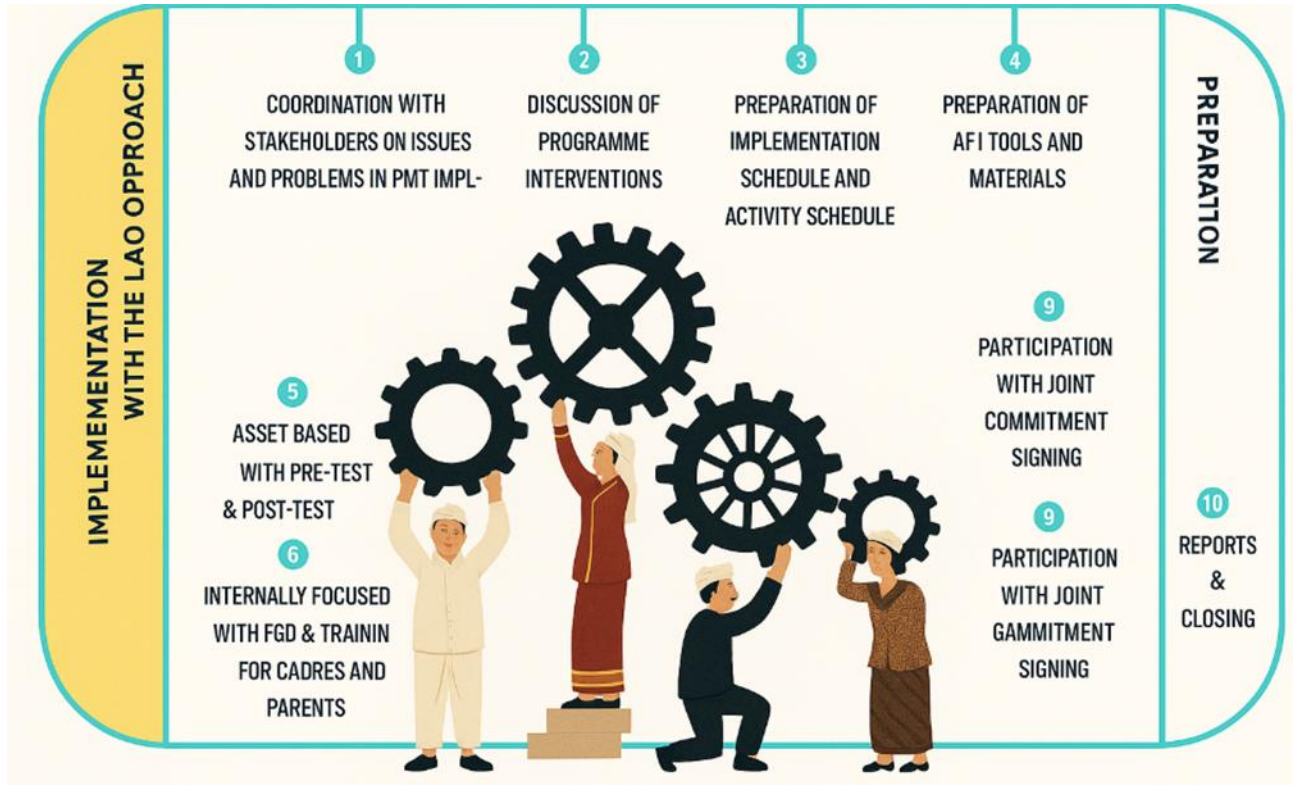 IMPLEMEMENTATION
WITH THE LAO OPPROACH
1
COORDINATION WITH
STAKEHOLDERS ON ISSUES
AND PROBLEMS IN PMT IMPL-
2
DISCUSSION OF
PROGRAMME
INTERVENTIONS
3
PREPARATION OF
IMPLEMENTATION
SCHEDULE AND
ACTIVITY SCHEDULE
4
PREPARATION OF
AFI TOOLS AND
MATERIALS
PREPARATION
5
ASSET BASED
WITH PRE-TEST
& POST-TEST
6
INTERNALLY FOCUSED
WITH FGD & TRAININ
FOR CADRES AND
PARENTS
9
PARTICIPATION
WITH JOINT
COMMITMENT
SIGNING
9
PARTICIPATION
WITH JOINT
GAMMITMENT
SIGNING
10
REPORTS
&
CLOSING